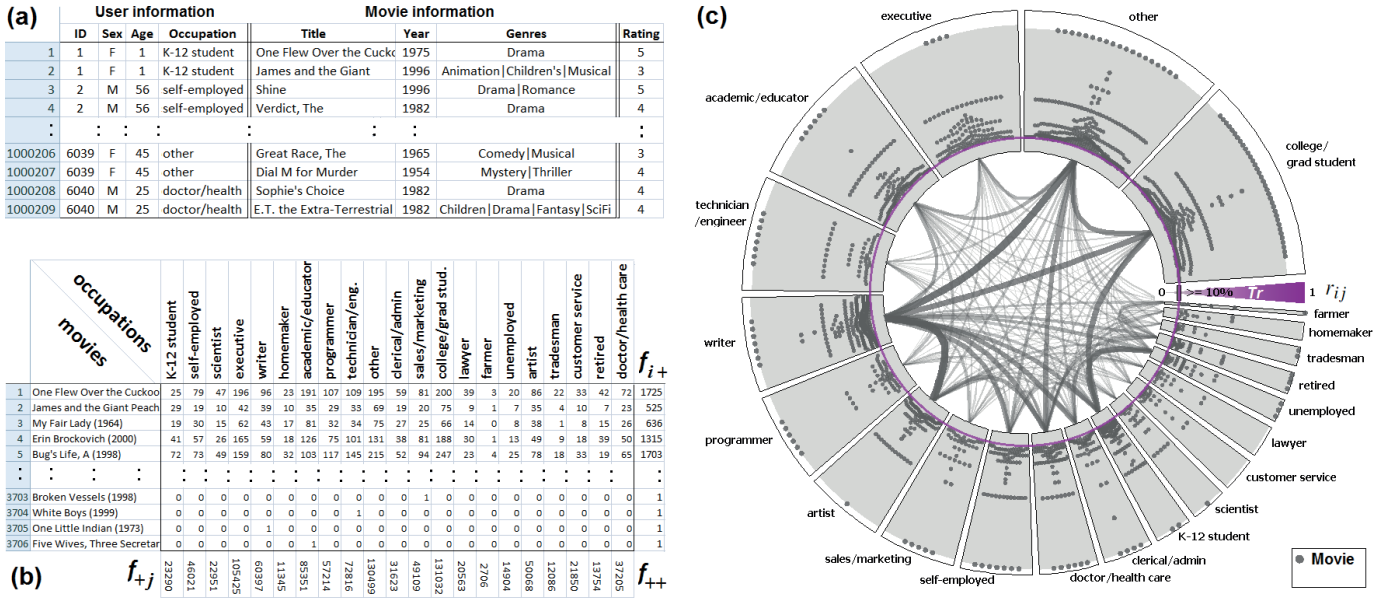 (a) User information Movie information
ID Sex Age Occupation Title Year Genres Rating
1 1 F 1 K-12 student One Flew Over the Cucko 1975 Drama 5
2 1 F 1 K-12 student James and the Giant 1996 Animation|Children's|Musical 3
3 2 M 56 self-employed Shine 1996 Drama|Romance 5
4 2 M 56 self-employed Verdict, The 1982 Drama 4
: : : : : : : :
1000206 6039 F 45 other Great Race, The 1965 Comedy|Musical 3
1000207 6039 F 45 other Dial M for Murder 1954 Mystery|Thriller 4
1000208 6040 M 25 doctor/health Sophie's Choice 1982 Drama 4
1000209 6040 M 25 doctor/health E.T. the Extra-Terrestrial 1982 Children|Drama|Fantasy|SciFi 4
occupations
movies
K-12 student self-employed scientist executive writer homemaker academic/educator programmer technician/eng. other clerical/admin sales/marketing college/grad stud. lawyer farmer unemployed artist tradesman customer service retired doctor/health care fi+
1 One Flew Over the Cuckoo 25 79 47 196 96 23 191 107 109 195 59 81 200 39 3 20 86 22 33 42 72 1725
2 James and the Giant Peach 29 19 10 42 39 10 35 29 33 69 19 20 75 9 1 7 35 4 10 7 23 525
3 My Fair Lady (1964) 19 30 15 62 43 17 81 32 34 75 27 25 66 14 0 8 38 1 8 15 26 636
4 Erin Brockovich (2000) 41 57 26 165 59 18 126 75 101 131 38 81 188 30 1 13 49 9 18 39 50 1315
5 Bug's Life, A (1998) 72 73 49 159 80 32 103 117 145 215 52 94 247 23 4 25 78 18 33 19 65 1703
: : : : : : : : : : : : : : : : : : : : : : : :
3703 Broken Vessels (1998) 0 0 0 0 0 0 0 0 0 0 0 1 0 0 0 0 0 0 0 0 0 1
3704 White Boys (1999) 0 0 0 0 0 0 0 0 1 0 0 0 0 0 0 0 0 0 0 0 0 1
3705 One Little Indian (1973) 0 0 0 0 1 0 0 0 0 0 0 0 0 0 0 0 0 0 0 0 0 1
3706 Five Wives, Three Secretar 0 0 0 0 0 0 1 0 0 0 0 0 0 0 0 0 0 0 0 0 0 1
(b) f+j 23290 46021 22951 105425 60397 11345 85351 57214 72816 130499 31623 49109 131032 20563 2706 14904 50068 12086 21850 13754 37205 f++
(c)
executive
other
academic/educator
college/
grad student
technician
/engineer
0 >= 10% Tr 1 rij
farmer
homemaker
writer
tradesman
retired
unemployed
programmer
lawyer
customer service
artist
scientist
K-12 student
sales/marketing
clerical/admin
self-employed
doctor/health care
Movie